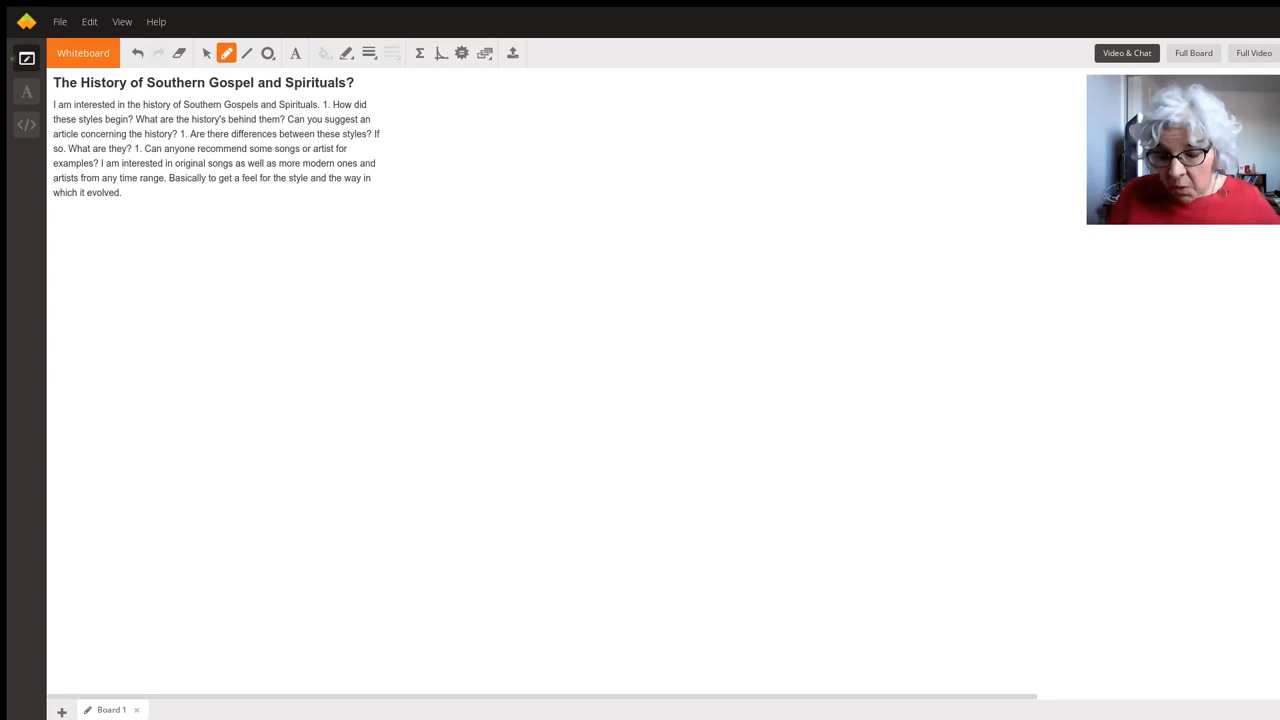 File Edit View Help
Whiteboard
Video & Chat Full Board Full Video
The History of Southern Gospel and Spirituals?
I am interested in the history of Southern Gospels and Spirituals. 1. How did
these styles begin? What are the history's behind them? Can you suggest an
article concerning the history? 1. Are there differences between these styles? If
so. What are they? 1. Can anyone recommend some songs or artist for
examples? I am interested in original songs as well as more modern ones and
artists from any time range. Basically to get a feel for the style and the way in
which it evolved.
Board 1